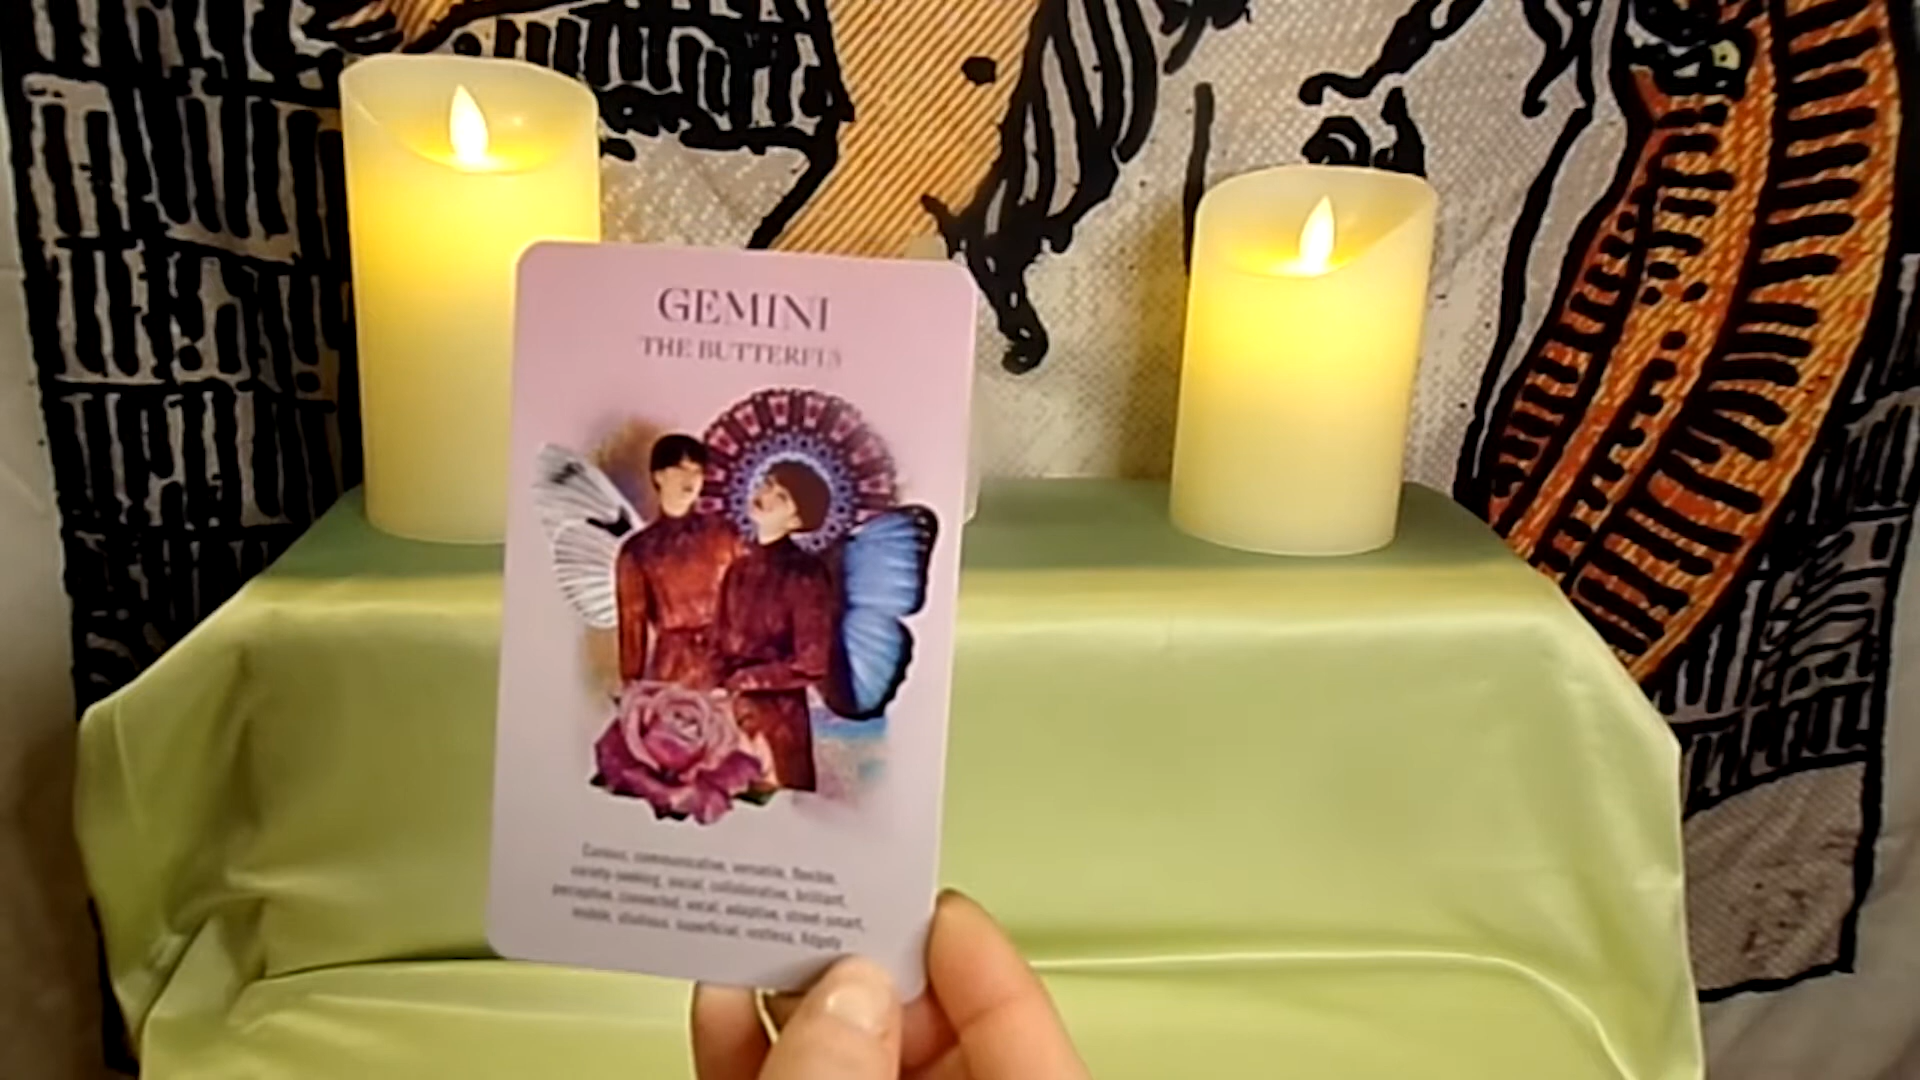 GEMINI
THE BUTTERFLY
Curious, communicative, versatile, flexible,
variety-seeking, social, collaborative, brilliant,
perceptive, connected, vocal, adaptive, street-smart,
mobile, superficial, restless, fidgety